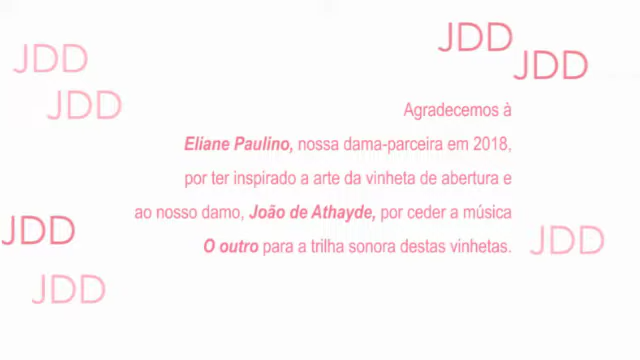 JDD
JDD
JDD
JDD
Agradecemos à
Eliane Paulino, nossa dama-parceira em 2018,
por ter inspirado a arte da vinheta de abertura e
ao nosso damo, João de Athayde, por ceder a música
O outro para a trilha sonora destas vinhetas.
JDD
JDD
JDD